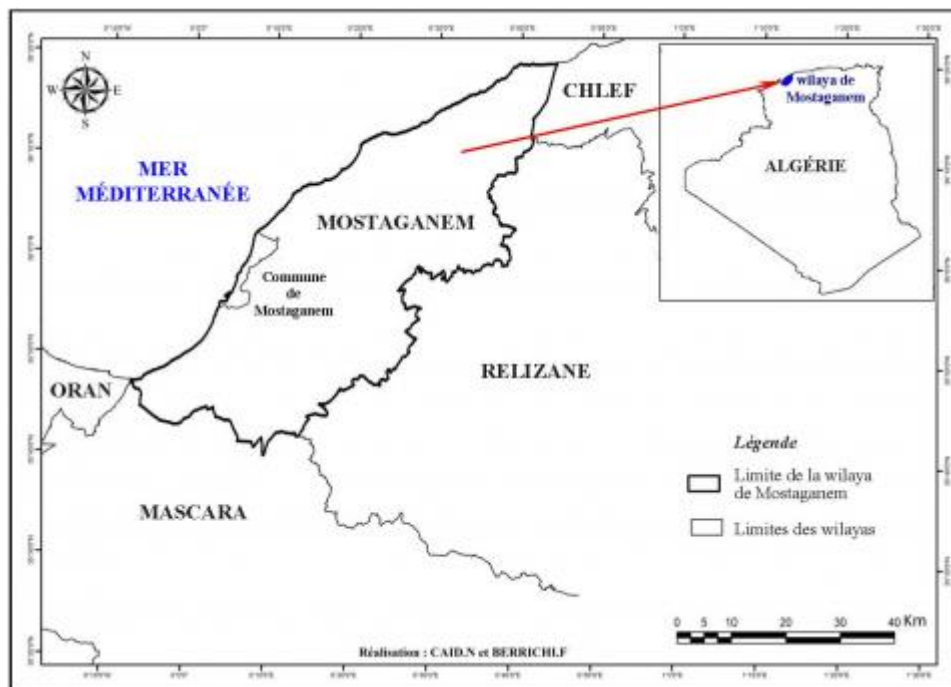 N
W E
S
MER
MÉDITERRANÉE
CHLEF
wilaya de
Mostaganem
ALGÉRIE
MOSTAGANEM
Commune
de
Mostaganem
ORAN
RELIZANE
MASCARA
Légende
Limite de la wilaya
de Mostaganem
Limites des wilayas
0 5 10 20 30 40 Km
Réalisation : CAID.N et BERRICHI.F